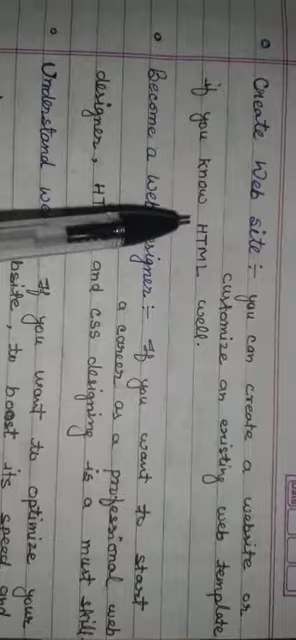 • Create Web site :- you can create a website or
customize an existing web template
if you know HTML well.
• Become a web signer :- If you want to start
a career as a professional web
designer, HT and CSS designing is a must skill
• Understand we If you want to optimize your
bsite, to boost its speed and